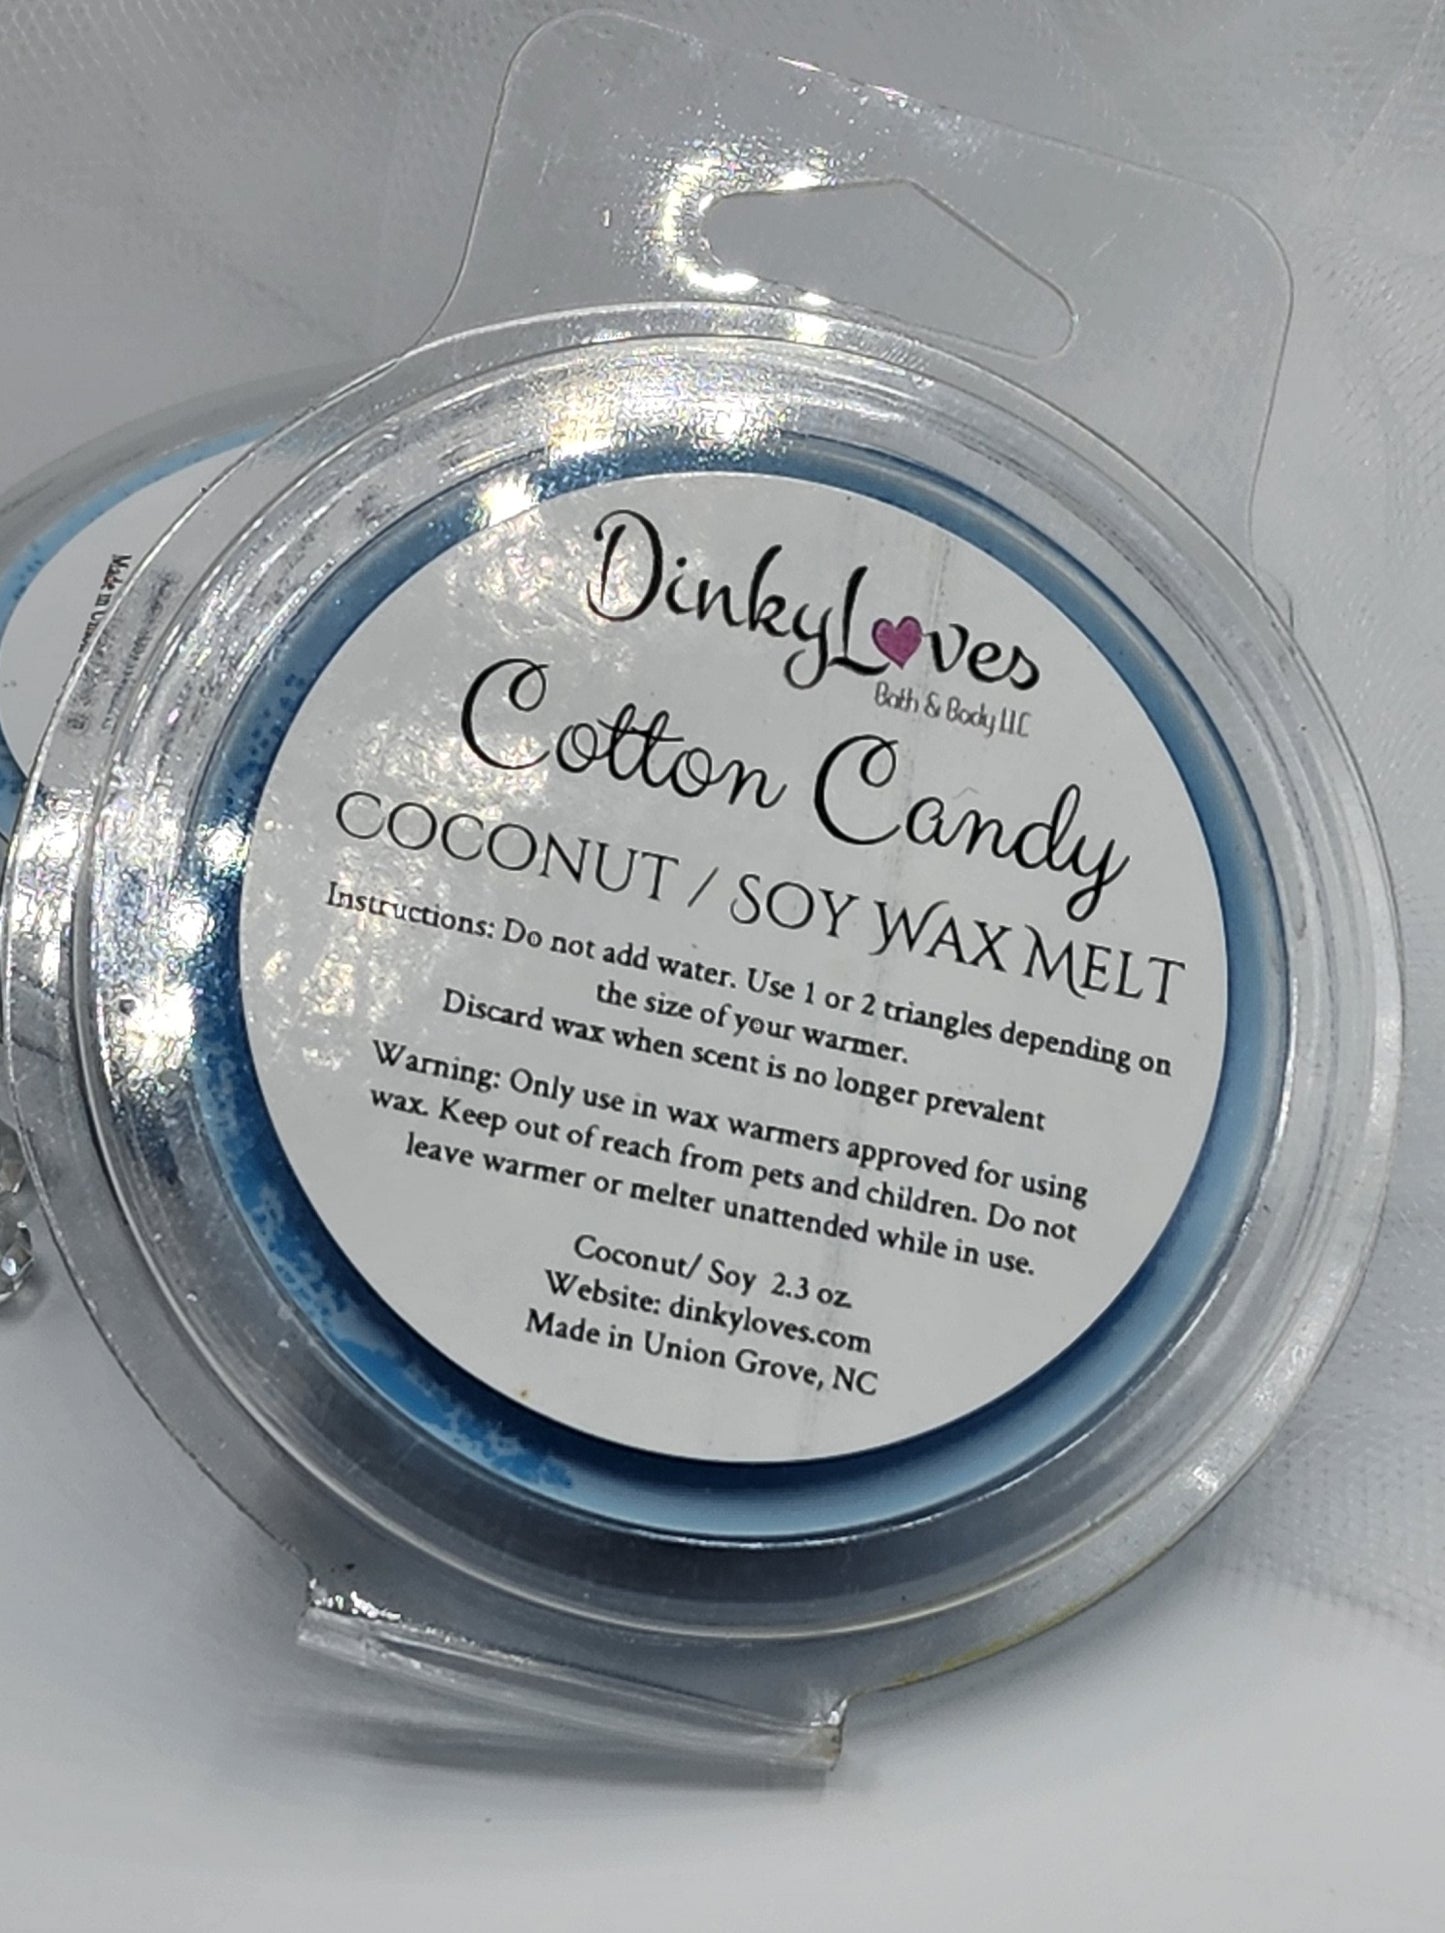 DinkyLoves
Bath & Body LLC
Cotton Candy
COCONUT / SOY WAX MELT
Instructions: Do not add water. Use 1 or 2 triangles depending on
the size of your warmer.
Discard wax when scent is no longer prevalent
Warning: Only use in wax warmers approved for using
wax. Keep out of reach from pets and children. Do not
leave warmer or melter unattended while in use.
Coconut/ Soy 2.3 oz.
Website: dinkyloves.com
Made in Union Grove, NC
Made in Union